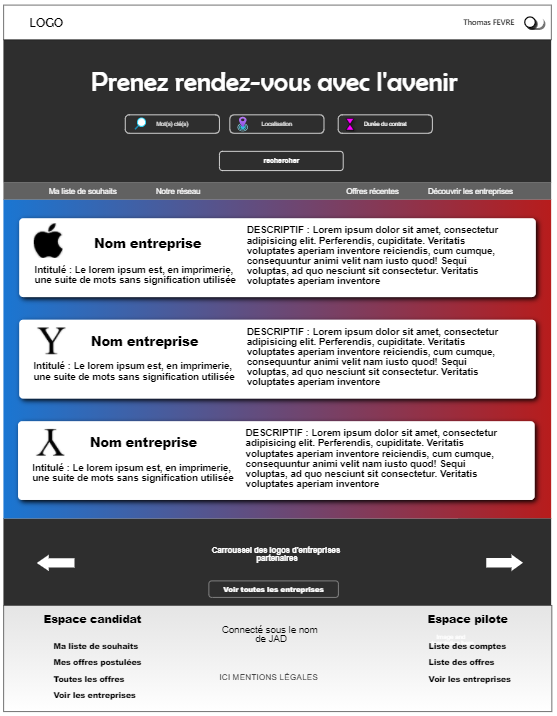 LOGO
Thomas FEVRE
Prenez rendez-vous avec l'avenir
Mot(s) clé(s)
Localisation
Durée du contrat
rechercher
Ma liste de souhaits
Notre réseau
Offres récentes
Découvrir les entreprises
Nom entreprise
Intitulé : Le lorem ipsum est, en imprimerie,
une suite de mots sans signification utilisée
DESCRIPTIF : Lorem ipsum dolor sit amet, consectetur
adipisicing elit. Perferendis, cupiditate. Veritatis
voluptates aperiam inventore reiciendis, cum cumque,
consequuntur animi velit nam iusto quod! Sequi
voluptas, ad quo nesciunt sit consectetur. Veritatis
voluptates aperiam inventore
Y
Nom entreprise
Intitulé : Le lorem ipsum est, en imprimerie,
une suite de mots sans signification utilisée
DESCRIPTIF : Lorem ipsum dolor sit amet, consectetur
adipisicing elit. Perferendis, cupiditate. Veritatis
voluptates aperiam inventore reiciendis, cum cumque,
consequuntur animi velit nam iusto quod! Sequi
voluptas, ad quo nesciunt sit consectetur. Veritatis
voluptates aperiam inventore
Y
Nom entreprise
Intitulé : Le lorem ipsum est, en imprimerie,
une suite de mots sans signification utilisée
DESCRIPTIF : Lorem ipsum dolor sit amet, consectetur
adipisicing elit. Perferendis, cupiditate. Veritatis
voluptates aperiam inventore reiciendis, cum cumque,
consequuntur animi velit nam iusto quod! Sequi
voluptas, ad quo nesciunt sit consectetur. Veritatis
voluptates aperiam inventore
Carroussel des logos d'entreprises
partenaires
Voir toutes les entreprises
Espace candidat
Ma liste de souhaits
Mes offres postulées
Toutes les offres
Voir les entreprises
Connecté sous le nom
de JAD
ICI MENTIONS LÉGALES
Espace pilote
Liste des comptes
Liste des offres
Voir les entreprises